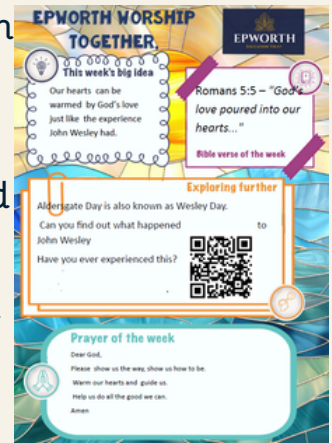 EPWORTH WORSHIP
TOGETHER.
EPWORTH
This week's big idea
Our hearts can be
warmed by God's love
just like the experience
John Wesley had.
Romans 5:5 – "God's
love poured into our
hearts..."
Bible verse of the week
Exploring further
Aldersgate Day is also known as Wesley Day.
Can you find out what happened to
John Wesley
Have you ever experienced this?
Prayer of the week
Dear God,
Please show us the way, show us how to be.
Warm our hearts and guide us.
Help us do all the good we can.
Amen